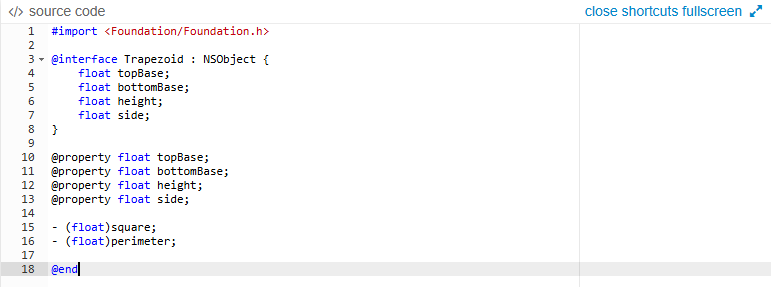 </> source code
close shortcuts fullscreen
1 #import <Foundation/Foundation.h>
2
3 @interface Trapezoid : NSObject {
4     float topBase;
5     float bottomBase;
6     float height;
7     float side;
8 }
9
10 @property float topBase;
11 @property float bottomBase;
12 @property float height;
13 @property float side;
14
15 - (float)square;
16 - (float)perimeter;
17
18 @end